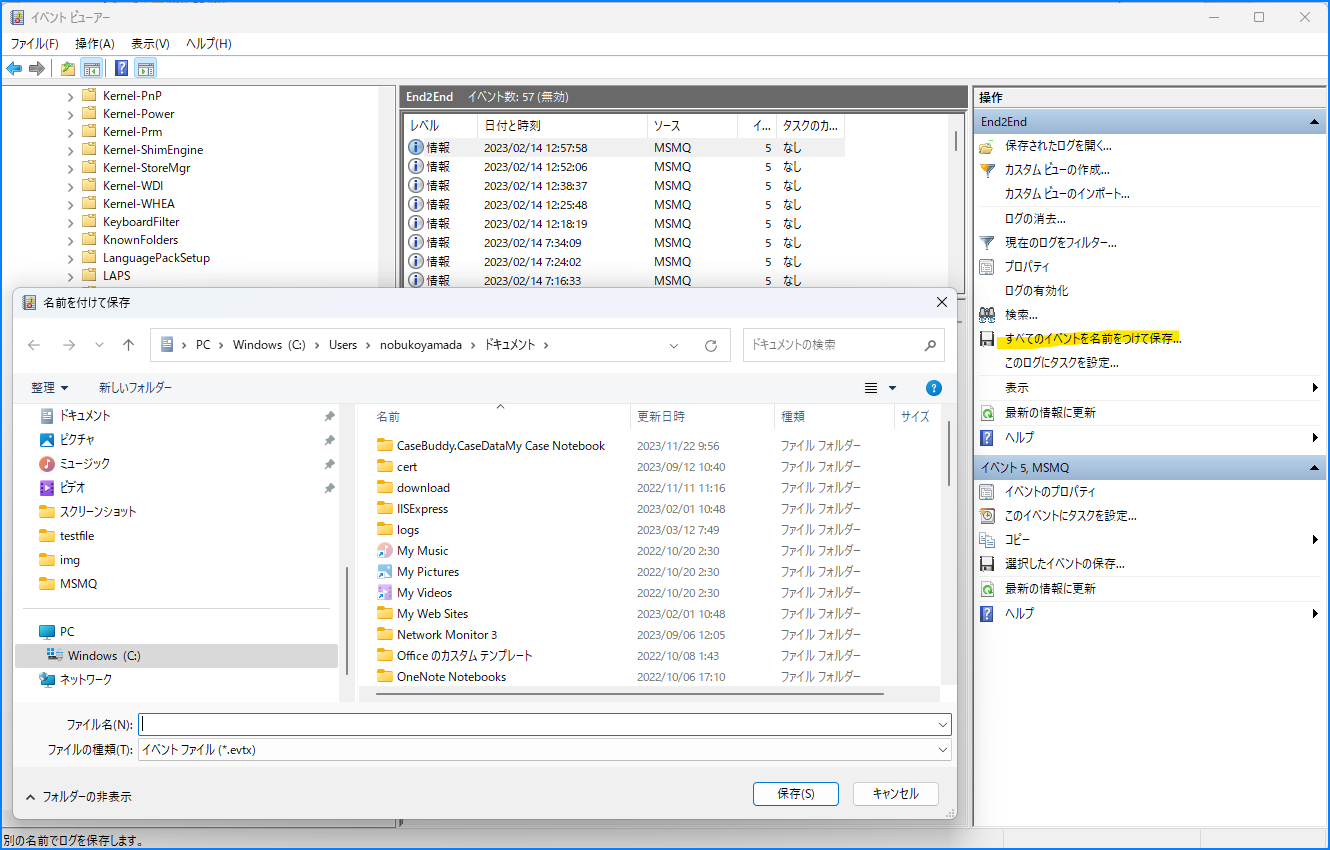 イベント ビューアー
ファイル(F) 操作(A) 表示(V) ヘルプ(H)
Kernel-PnP
Kernel-Power
Kernel-Prm
Kernel-ShimEngine
Kernel-StoreMgr
Kernel-WDI
Kernel-WHEA
KeyboardFilter
KnownFolders
LanguagePackSetup
LAPS
End2End イベント数: 57 (無効)
レベル 日付と時刻 ソース イ... タスクのカ...
情報 2023/02/14 12:57:58 MSMQ 5 なし
情報 2023/02/14 12:52:06 MSMQ 5 なし
情報 2023/02/14 12:38:37 MSMQ 5 なし
情報 2023/02/14 12:25:48 MSMQ 5 なし
情報 2023/02/14 12:18:19 MSMQ 5 なし
情報 2023/02/14 7:34:09 MSMQ 5 なし
情報 2023/02/14 7:24:02 MSMQ 5 なし
情報 2023/02/14 7:16:33 MSMQ 5 なし
操作
End2End
保存されたログを開く...
カスタム ビューの作成...
カスタム ビューのインポート...
ログの消去...
現在のログをフィルター...
プロパティ
ログの有効化
検索...
すべてのイベントを名前をつけて保存...
このログにタスクを設定...
表示
最新の情報に更新
ヘルプ
イベント 5, MSMQ
イベントのプロパティ
このイベントにタスクを設定...
コピー
選択したイベントの保存...
最新の情報に更新
ヘルプ
名前を付けて保存
PC > Windows (C:) > Users > nobukoyamada > ドキュメント >
ドキュメントの検索
整理 新しいフォルダー
ドキュメント
ピクチャ
ミュージック
ビデオ
スクリーンショット
testfile
img
MSMQ
PC
Windows (C:)
ネットワーク
名前 更新日時 種類 サイズ
CaseBuddy.CaseDataMy Case Notebook 2023/11/22 9:56 ファイル フォルダー
cert 2023/09/12 10:40 ファイル フォルダー
download 2022/11/11 11:16 ファイル フォルダー
IISExpress 2023/02/01 10:48 ファイル フォルダー
logs 2023/03/12 7:49 ファイル フォルダー
My Music 2022/10/20 2:30 ファイル フォルダー
My Pictures 2022/10/20 2:30 ファイル フォルダー
My Videos 2022/10/20 2:30 ファイル フォルダー
My Web Sites 2023/02/01 10:48 ファイル フォルダー
Network Monitor 3 2023/09/06 12:05 ファイル フォルダー
Office のカスタム テンプレート 2022/10/08 1:43 ファイル フォルダー
OneNote Notebooks 2022/10/06 17:10 ファイル フォルダー
ファイル名(N):
ファイルの種類(T): イベント ファイル (*.evtx)
フォルダーの非表示
保存(S) キャンセル
別の名前でログを保存します。